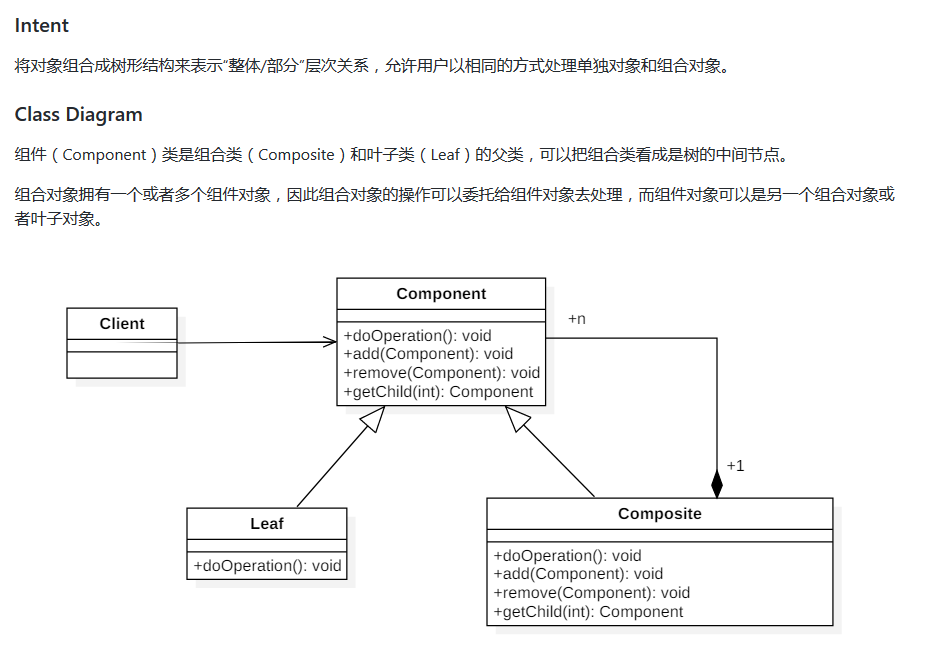 Intent
将对象组合成树形结构来表示“整体/部分”层次关系，允许用户以相同的方式处理单独对象和组合对象。
Class Diagram
组件（Component）类是组合类（Composite）和叶子类（Leaf）的父类，可以把组合类看成是树的中间节点。
组合对象拥有一个或者多个组件对象，因此组合对象的操作可以委托给组件对象去处理，而组件对象可以是另一个组合对象或
者叶子对象。
Client
Component
+doOperation(): void
+add(Component): void
+remove(Component): void
+getChild(int): Component
+n
+1
Leaf
+doOperation(): void
Composite
+doOperation(): void
+add(Component): void
+remove(Component): void
+getChild(int): Component